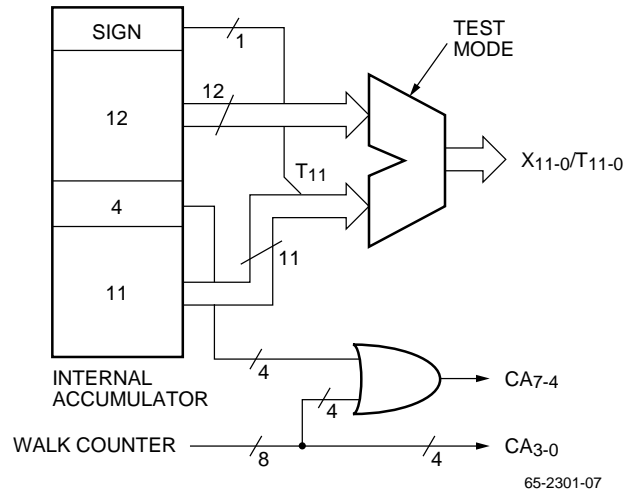 SIGN
1
TEST
MODE
12
12
X11-0/T11-0
T11
4
11
11
4
CA7-4
INTERNAL
ACCUMULATOR
4
WALK COUNTER
8
4
CA3-0
65-2301-07